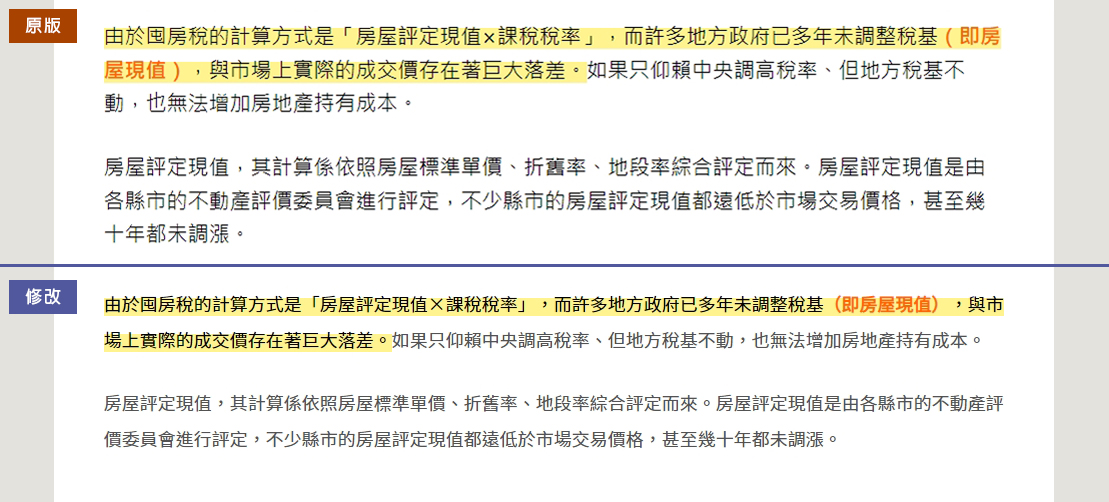 原版
由於囤房稅的計算方式是「房屋評定現值×課稅稅率」，而許多地方政府已多年未調整稅基（即房
屋現值），與市場上實際的成交價存在著巨大落差。如果只仰賴中央調高稅率、但地方稅基不
動，也無法增加房地產持有成本。
房屋評定現值，其計算係依照房屋標準單價、折舊率、地段率綜合評定而來。房屋評定現值是由
各縣市的不動產評價委員會進行評定，不少縣市的房屋評定現值都遠低於市場交易價格，甚至幾
十年都未調漲。
修改
由於囤房稅的計算方式是「房屋評定現值×課稅稅率」，而許多地方政府已多年未調整稅基（即房屋現值），與市
場上實際的成交價存在著巨大落差。如果只仰賴中央調高稅率、但地方稅基不動，也無法增加房地產持有成本。
房屋評定現值，其計算係依照房屋標準單價、折舊率、地段率綜合評定而來。房屋評定現值是由各縣市的不動產評
價委員會進行評定，不少縣市的房屋評定現值都遠低於市場交易價格，甚至幾十年都未調漲。